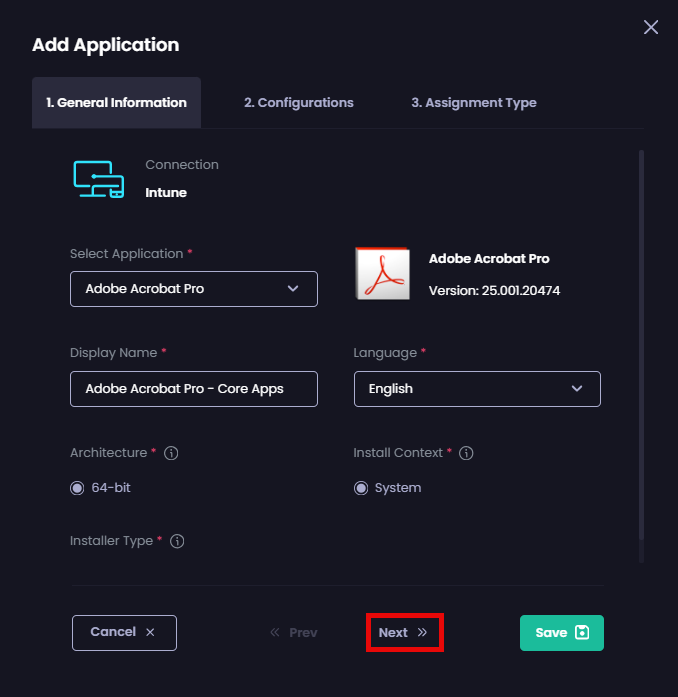 Add Application
1. General Information
2. Configurations
3. Assignment Type
Connection
Intune
Select Application *
Adobe Acrobat Pro
Adobe Acrobat Pro
Version: 25.001.20474
Display Name *
Language *
Adobe Acrobat Pro - Core Apps
English
Architecture *
Install Context *
64-bit
System
Installer Type *
Cancel
Prev
Next
Save